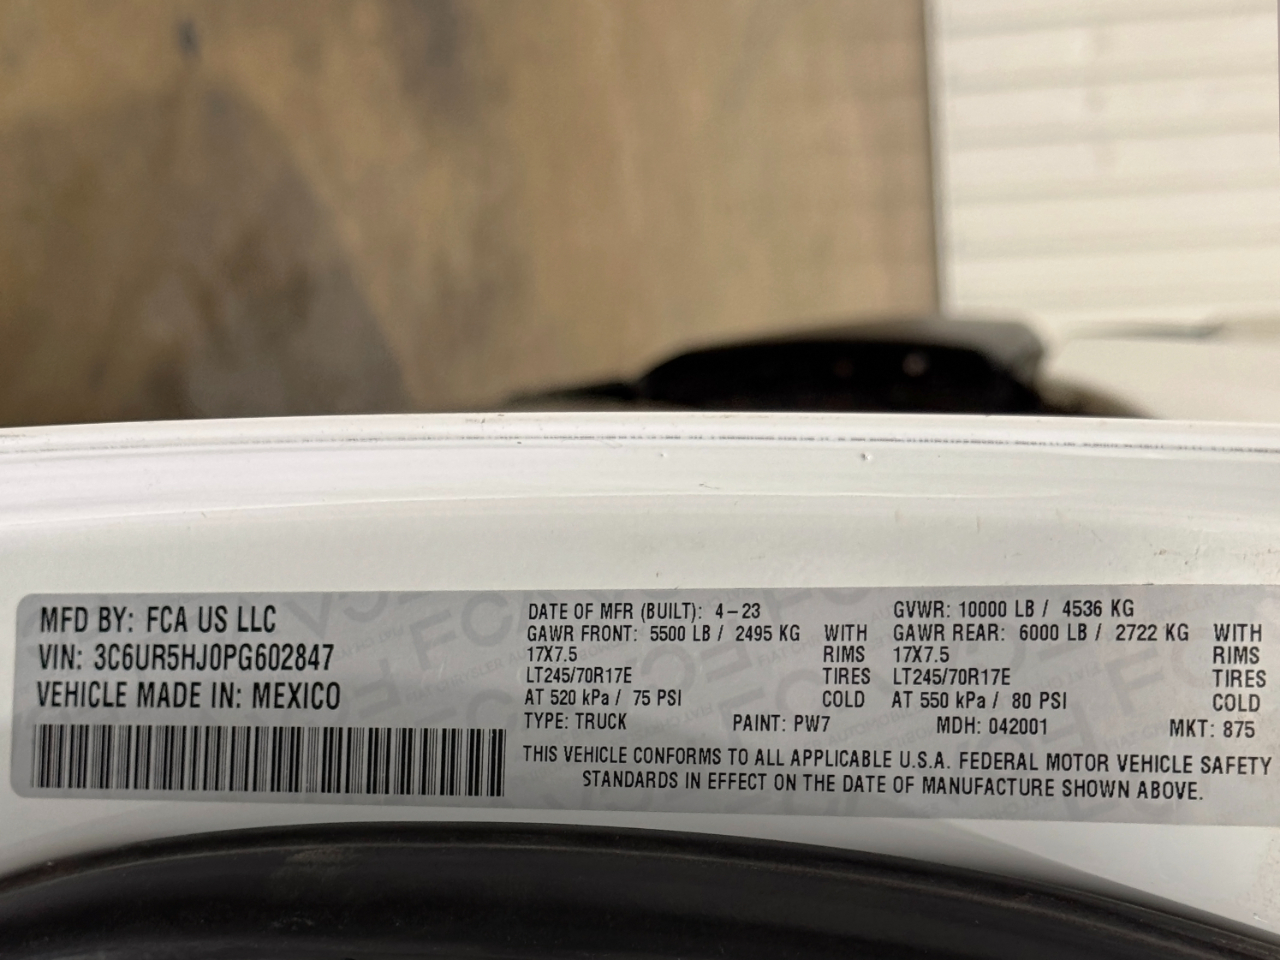 MFD BY: FCA US LLC
VIN: 3C6UR5HJ0PG602847
VEHICLE MADE IN: MEXICO
DATE OF MFR (BUILT): 4-23
GAWR FRONT: 5500 LB / 2495 KG WITH
17X7.5 RIMS
LT245/70R17E TIRES
AT 520 kPa / 75 PSI COLD
GVWR: 10000 LB / 4536 KG
GAWR REAR: 6000 LB / 2722 KG WITH
17X7.5 RIMS
LT245/70R17E TIRES
AT 550 kPa / 80 PSI COLD
TYPE: TRUCK PAINT: PW7 MDH: 042001 MKT: 875
THIS VEHICLE CONFORMS TO ALL APPLICABLE U.S.A. FEDERAL MOTOR VEHICLE SAFETY
STANDARDS IN EFFECT ON THE DATE OF MANUFACTURE SHOWN ABOVE.